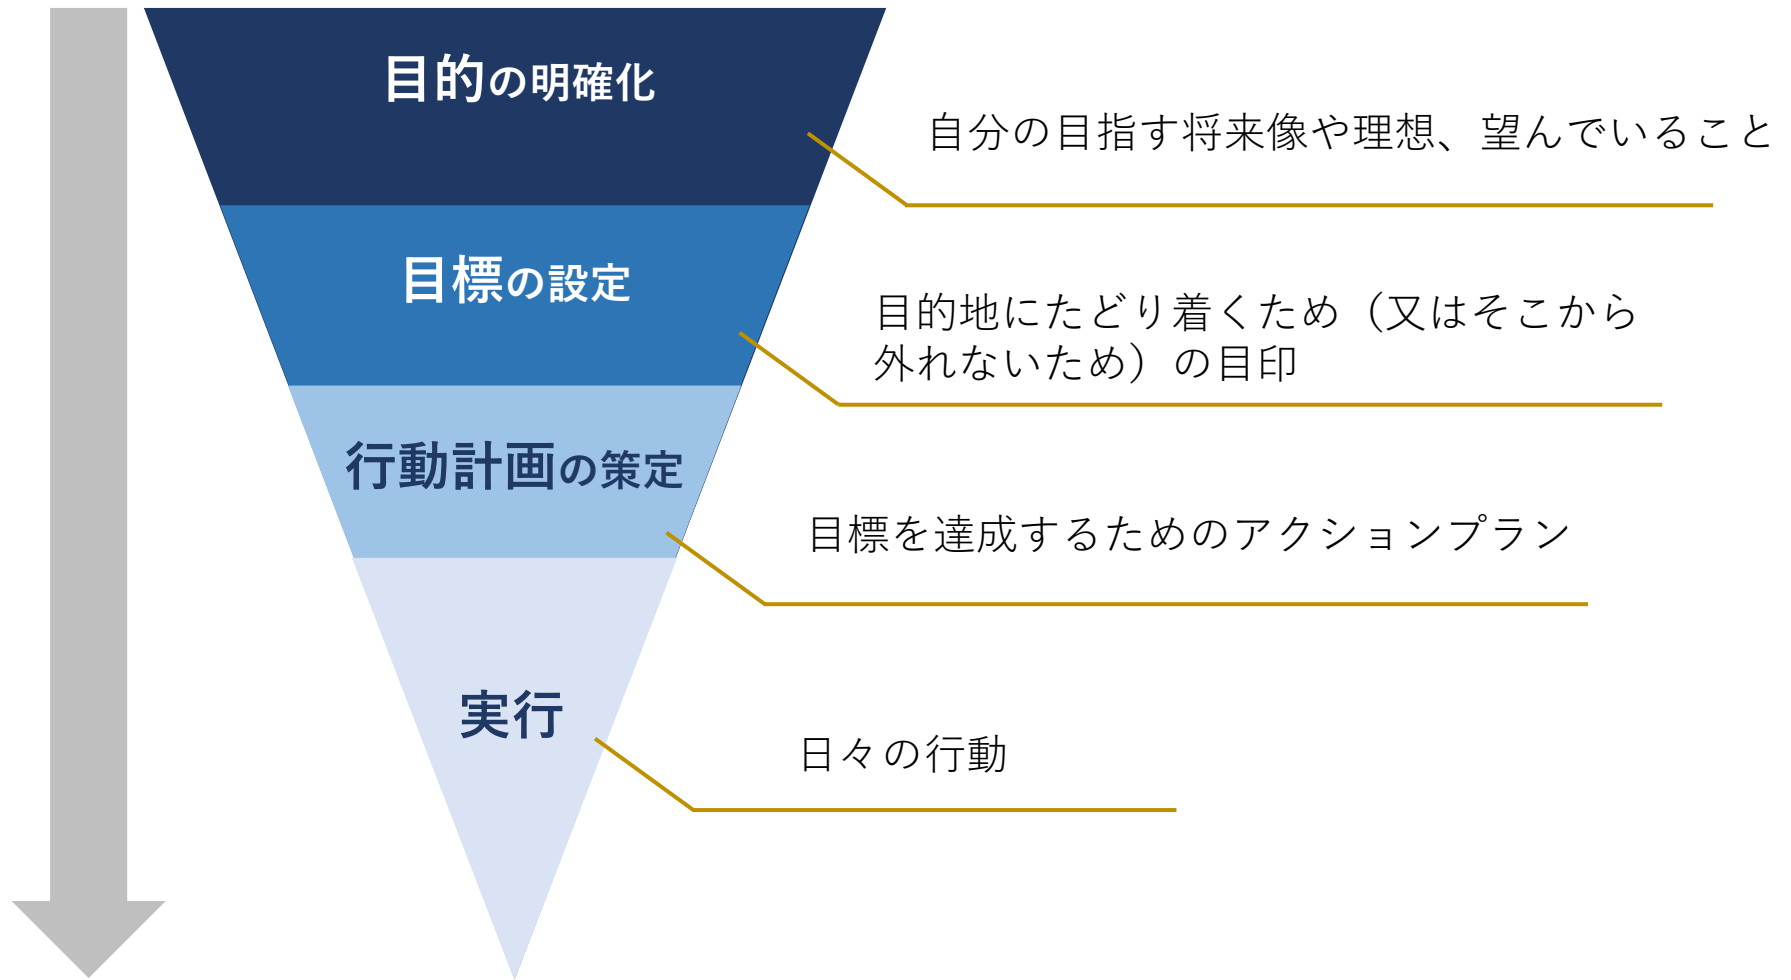 目的の明確化
自分の目指す将来像や理想、望んでいること
目標の設定
目的地にたどり着くため（又はそこから
外れないため）の目印
行動計画の策定
目標を達成するためのアクションプラン
実行
日々の行動